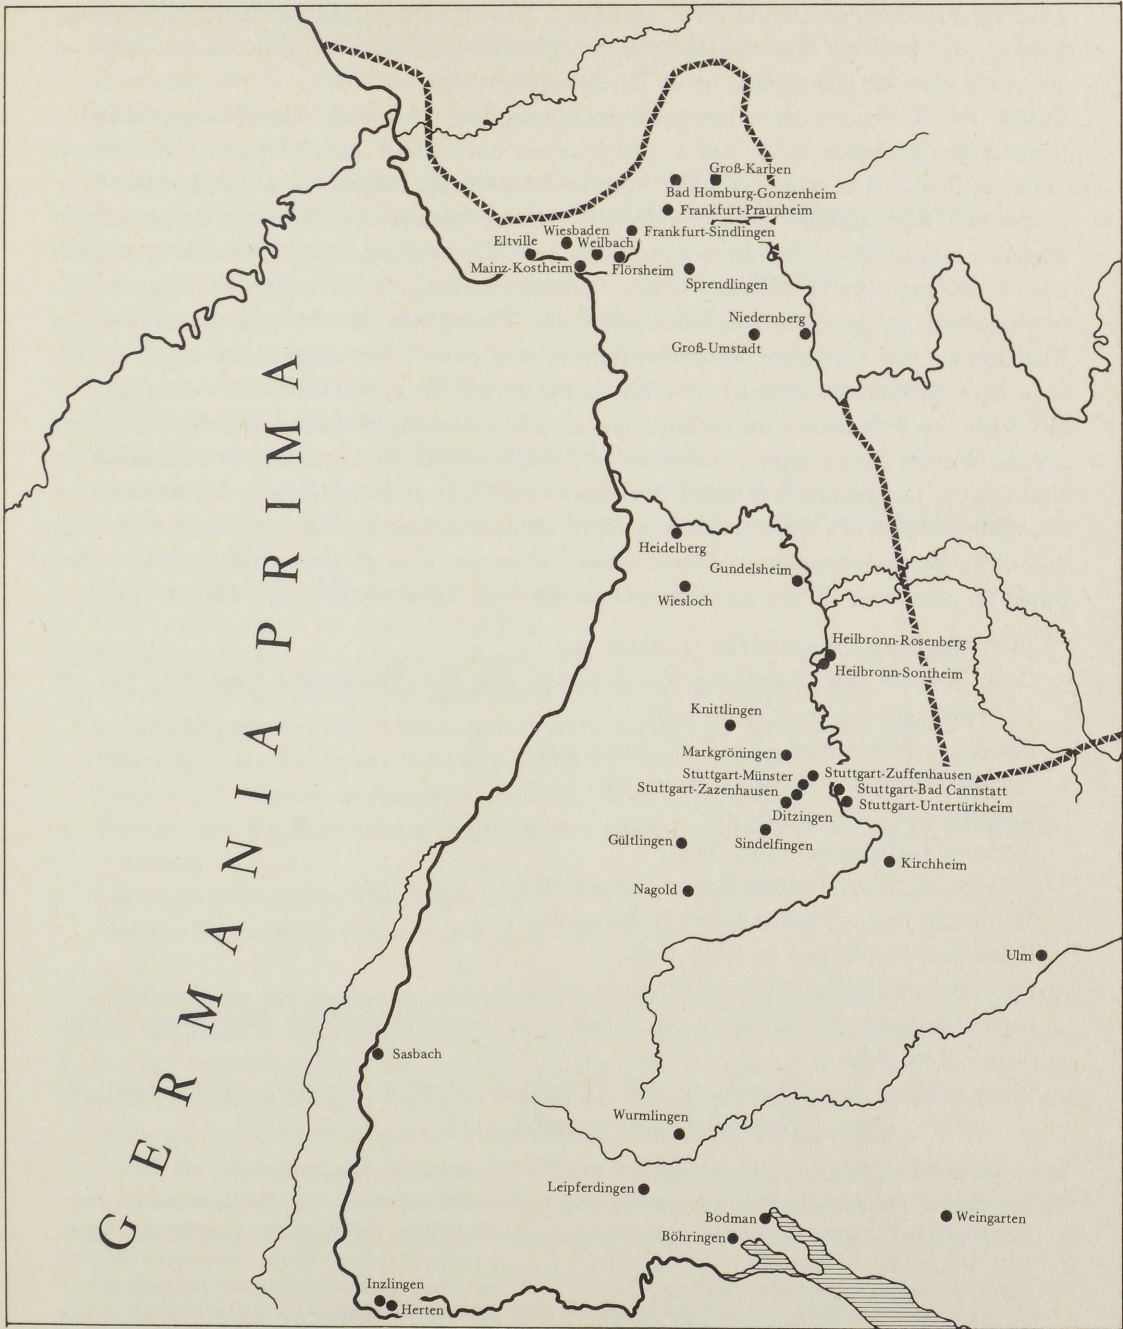 Groß-Karben
Bad Homburg-Gonzenheim
Frankfurt-Praunheim
Wiesbaden
Frankfurt-Sindlingen
Eltville
Weilbach
Mainz-Kostheim
Flörsheim
Sprendlingen
Niedernberg
Groß-Umstadt
GERMANIA PRIMA
Heidelberg
Gundelsheim
Wiesloch
Heilbronn-Rosenberg
Heilbronn-Sontheim
Knittlingen
Markgröningen
Stuttgart-Münster
Stuttgart-Zuffenhausen
Stuttgart-Zazenhausen
Stuttgart-Bad Cannstatt
Stuttgart-Untertürkheim
Ditzingen
Gültlingen
Sindelfingen
Kirchheim
Nagold
Ulm
Sasbach
Wurmlingen
Leipferdingen
Bodman
Weingarten
Böhringen
Inzlingen
Herten